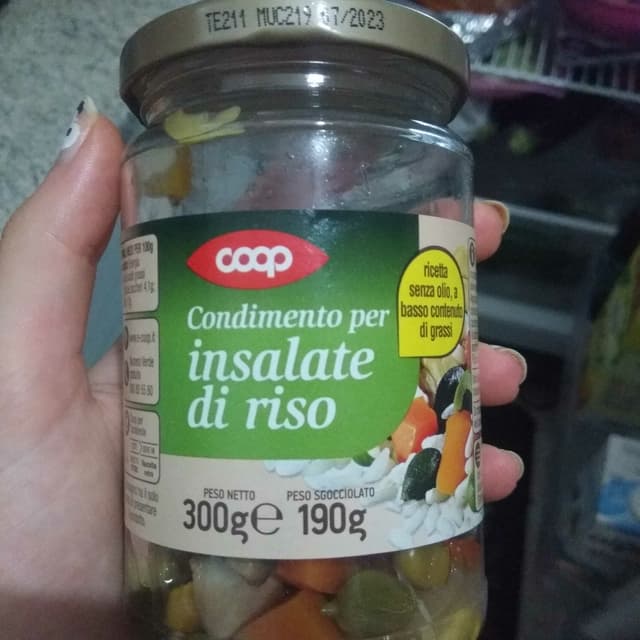 TE211 MUC219 07/2023
coop
Condimento per
insalate
di riso
ricetta
senza olio, a
basso contenuto
di grassi
PESO NETTO
300g℮
PESO SGOCCIOLATO
190g